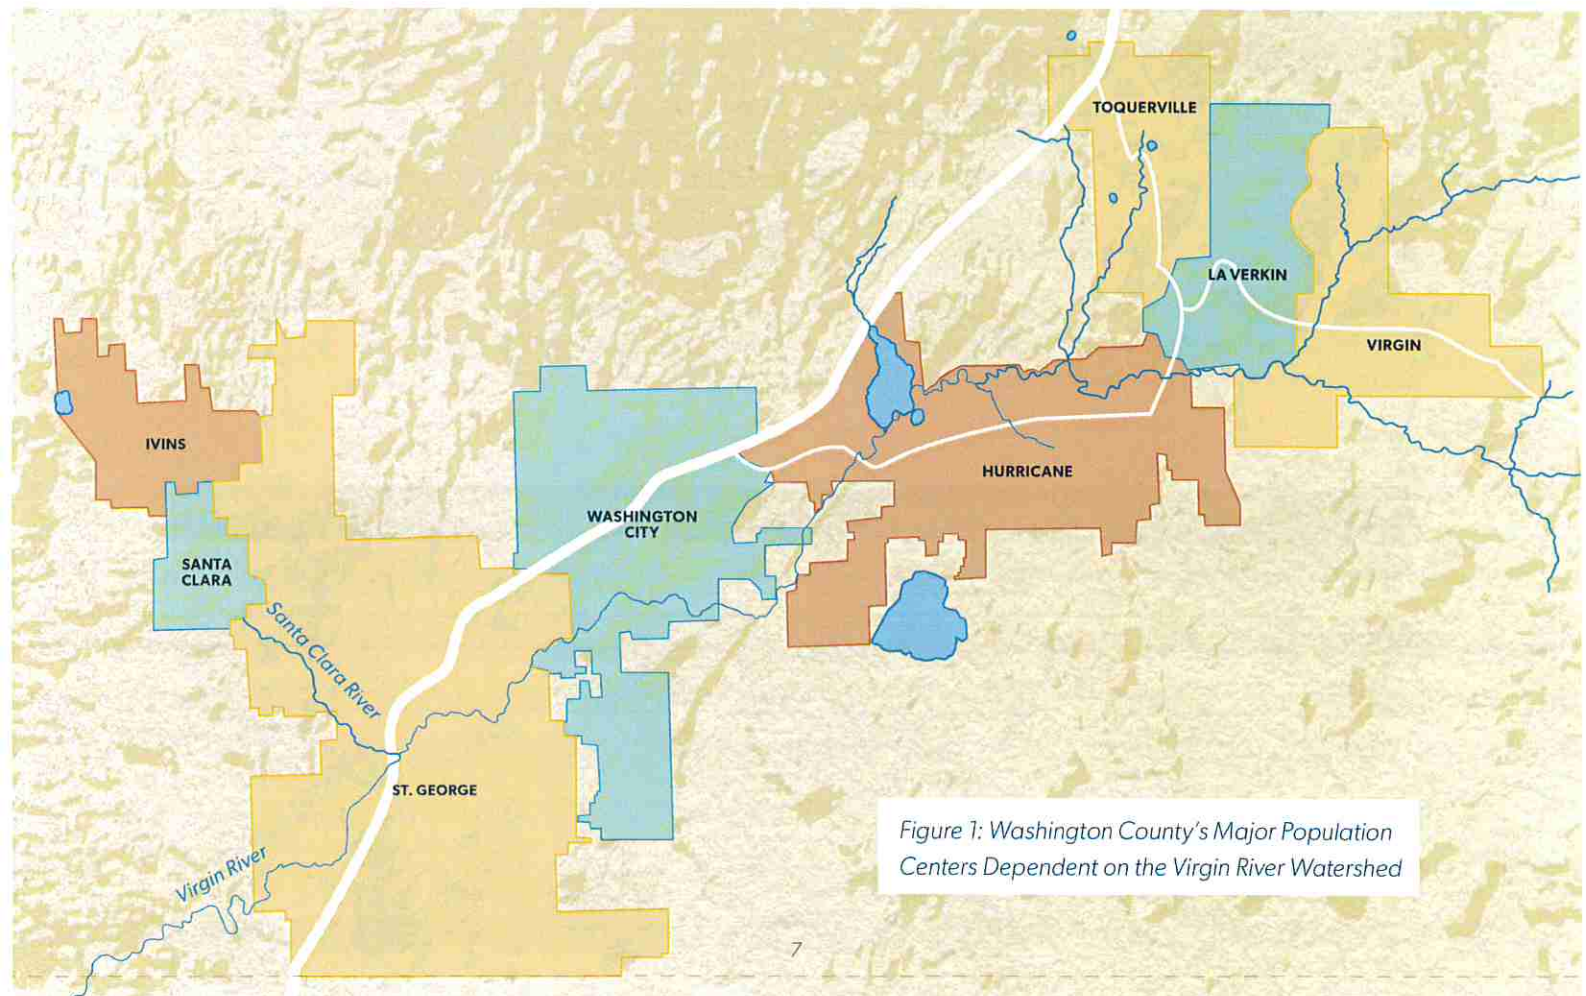 TOQUERVILLE
LA VERKIN
VIRGIN
IVINS
HURRICANE
WASHINGTON
CITY
SANTA
CLARA
Santa Clara River
ST. GEORGE
Virgin River
Figure 1: Washington County's Major Population
Centers Dependent on the Virgin River Watershed
7